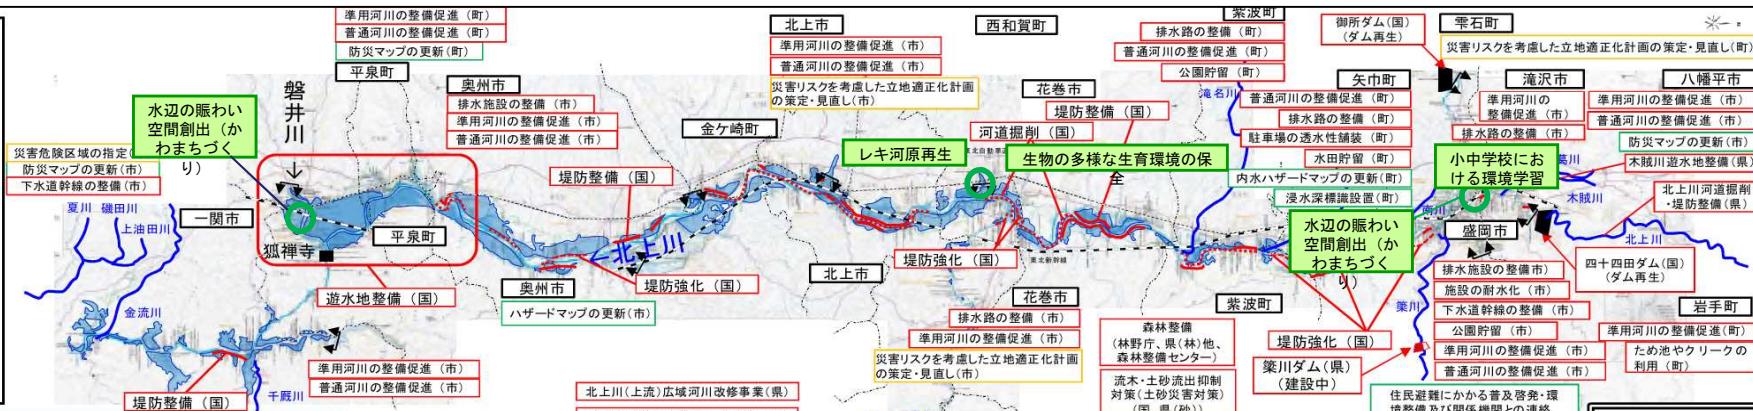 準用河川の整備促進（町）
普通河川の整備促進（町）
防災マップの更新(町)
平泉町
磐井川
↓
水辺の賑わい
空間創出（か
わまちづく
り）
災害危険区域の指定(
防災マップの更新(市)
下水道幹線の整備（市）
夏川
磯田川
上油田川
一関市
狐禅寺
平泉町
遊水地整備（国）
金流川
堤防整備（国）
千厩川
準用河川の整備促進（市）
普通河川の整備促進（市）
奥州市
排水施設の整備（市）
準用河川の整備促進（市）
普通河川の整備促進（市）
奥州市
ハザードマップの更新(市)
堤防整備（国）
堤防強化（国）
北上川
金ケ崎町
北上市
準用河川の整備促進（市）
普通河川の整備促進（市）
災害リスクを考慮した立地適正化計画
の策定・見直し(市)
北上市
西和賀町
レキ河原再生
花巻市
堤防整備（国）
河道掘削（国）
生物の多様な生育環境の保
全
堤防強化（国）
東北新幹線
花巻市
排水路の整備（市）
準用河川の整備促進（市）
災害リスクを考慮した立地適正化計画
の策定・見直し(市)
北上川(上流)広域河川改修事業(県)
紫波町
排水路の整備（町）
普通河川の整備促進（町）
公園貯留（町）
滝名川
紫波町
森林整備
（林野庁、県(林)他、
森林整備センター）
流木・土砂流出抑制
対策(土砂災害対策)
（国、県(砂)）
御所ダム(国)
（ダム再生）
雫石町
災害リスクを考慮した立地適正化計画の策定・見直し(町)
矢巾町
普通河川の整備促進（町）
排水路の整備（町）
駐車場の透水性舗装（町）
水田貯留（町）
内水ハザードマップの更新(町)
浸水深標識設置(町)
水辺の賑わい
空間創出（か
わまちづく
り）
滝沢市
準用河川の
整備促進（市）
排水路の整備（市）
八幡平市
準用河川の整備促進（市）
普通河川の整備促進（市）
防災マップの更新(市)
小中学校にお
ける環境学習
木賊川遊水地整備(県)
木賊川
北上川河道掘削
・堤防整備(県)
北上川
盛岡市
四十四田ダム(国)
（ダム再生）
排水施設の整備市）
施設の耐水化（市）
下水道幹線の整備（市）
公園貯留（市）
準用河川の整備促進（市）
普通河川の整備促進（市）
簗川
堤防強化（国）
簗川ダム(県)
（建設中）
岩手町
準用河川の整備促進(町)
ため池やクリークの
利用（町）
住民避難にかかる普及啓発・環
境整備及び関係機関との連絡